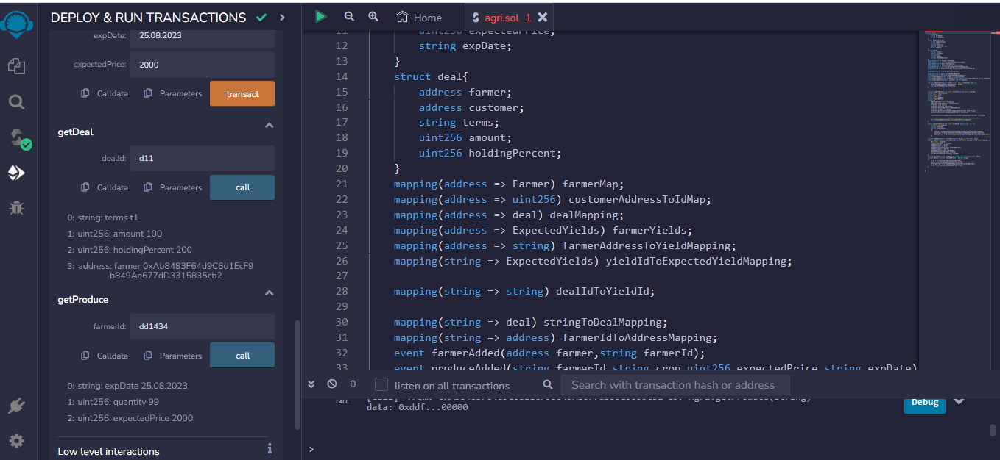 DEPLOY & RUN TRANSACTIONS
expDate: 25.08.2023
expectedPrice: 2000
Calldata Parameters transact
getDeal
dealId: d11
Calldata Parameters call
0: string: terms t1
1: uint256: amount 100
2: uint256: holdingPercent 200
3: address: farmer 0xAb8483F64d9C6d1EcF9
b849Ae677dD3315835cb2
getProduce
farmerId: dd1434
Calldata Parameters call
0: string: expDate 25.08.2023
1: uint256: quantity 99
2: uint256: expectedPrice 2000
Low level interactions
Home agri.sol 1
11 uint256 expectedPrice;
12 string expDate;
13 }
14 struct deal{
15 address farmer;
16 address customer;
17 string terms;
18 uint256 amount;
19 uint256 holdingPercent;
20 }
21 mapping(address => Farmer) farmerMap;
22 mapping(address => uint256) customerAddressToIdMap;
23 mapping(address => deal) dealMapping;
24 mapping(address => ExpectedYields) farmerYields;
25 mapping(address => string) farmerAddressToYieldMapping;
26 mapping(string => ExpectedYields) yieldIdToExpectedYieldMapping;
27
28 mapping(string => string) dealIdToYieldId;
29
30 mapping(string => deal) stringToDealMapping;
31 mapping(string => address) farmerIdToAddressMapping;
32 event farmerAdded(address farmer,string farmerId);
33 event produceAdded(string farmerId,string crop,uint256 expectedPrice,string expDate)
0 listen on all transactions Search with transaction hash or address
CALL
data: 0xddf...00000
Debug
>